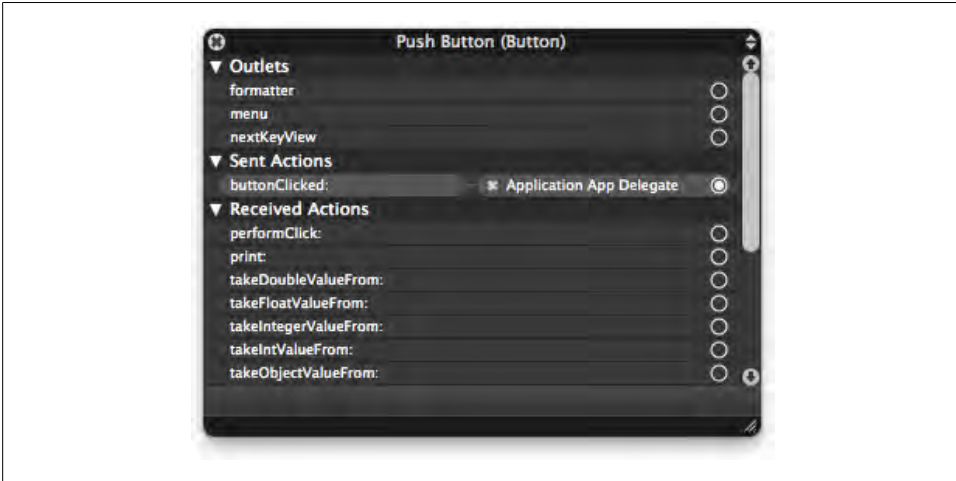 Push Button (Button)
Outlets
formatter
menu
nextKeyView
Sent Actions
buttonClicked: Application App Delegate
Received Actions
performClick:
print:
takeDoubleValueFrom:
takeFloatValueFrom:
takeIntegerValueFrom:
takeIntValueFrom:
takeObjectValueFrom: